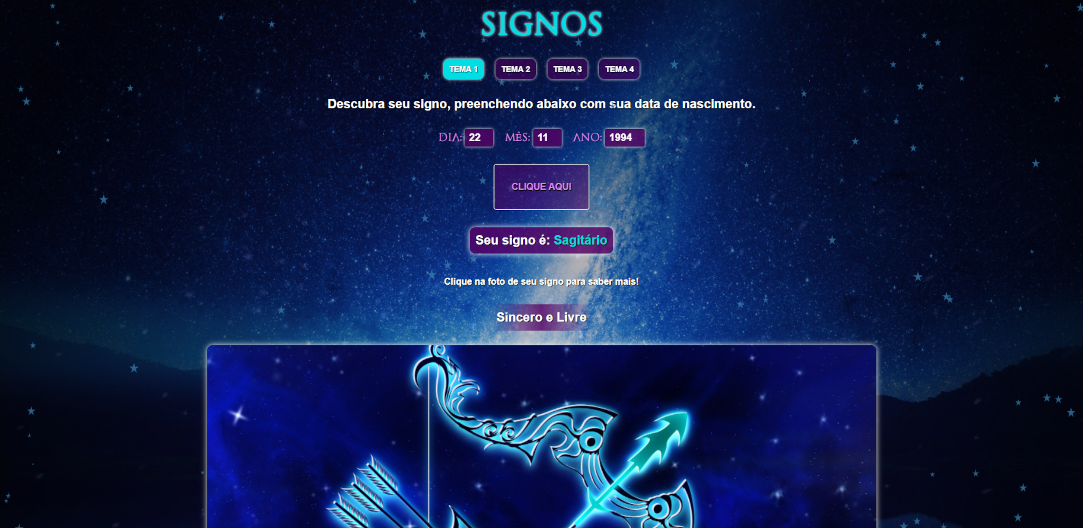 SIGNOS
TEMA 1 TEMA 2 TEMA 3 TEMA 4
Descubra seu signo, preenchendo abaixo com sua data de nascimento.
DIA: 22 MÊS: 11 ANO: 1994
CLIQUE AQUI
Seu signo é: Sagitário
Clique na foto de seu signo para saber mais!
Sincero e Livre